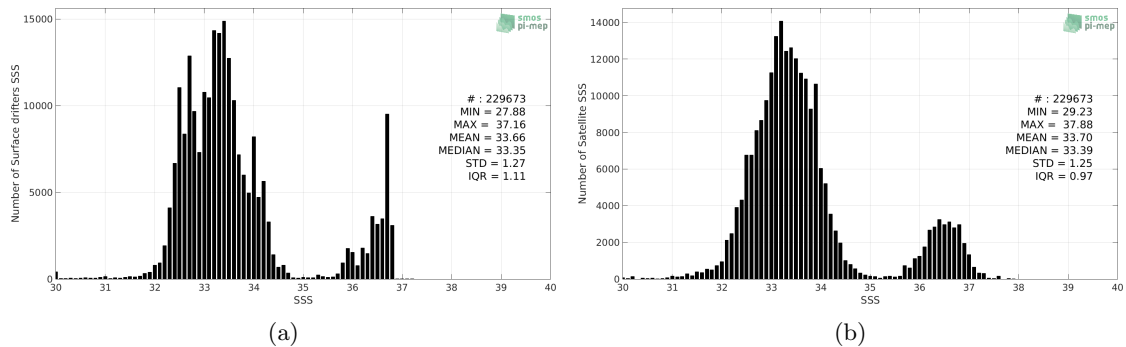 15000
10000
5000
0
Number of Surface drifters SSS
smos
pi-mep
# : 229673
MIN = 27.88
MAX = 37.16
MEAN = 33.66
MEDIAN = 33.35
STD = 1.27
IQR = 1.11
30 31 32 33 34 35 36 37 38 39 40
SSS
(a)
14000
12000
10000
8000
6000
4000
2000
0
Number of Satellite SSS
smos
pi-mep
# : 229673
MIN = 29.23
MAX = 37.88
MEAN = 33.70
MEDIAN = 33.39
STD = 1.25
IQR = 0.97
30 31 32 33 34 35 36 37 38 39 40
SSS
(b)